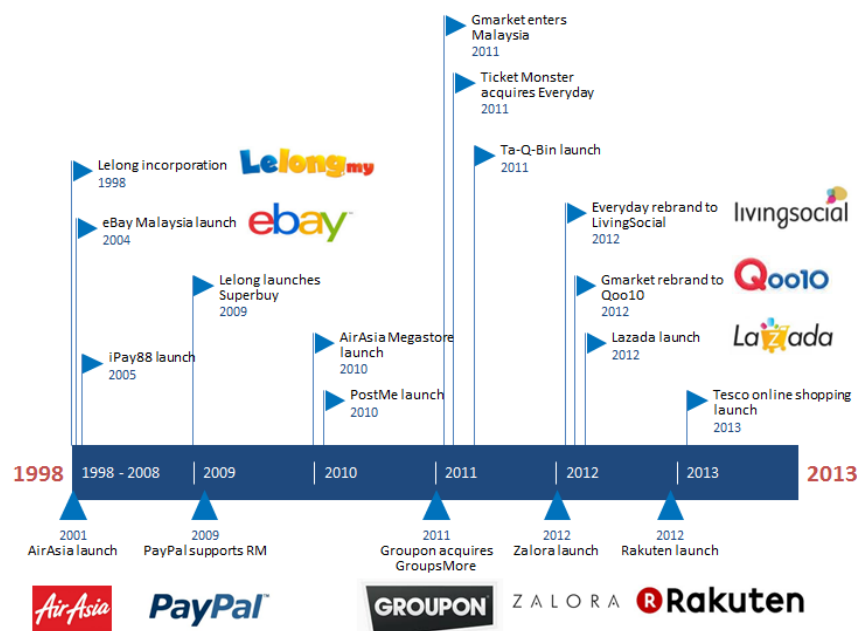 Gmarket enters
Malaysia
2011
Ticket Monster
acquires Everyday
2011
Ta-Q-Bin launch
2011
Lelong incorporation
1998
Lelong.my
eBay Malaysia launch
2004
ebay™
Everyday rebrand to
LivingSocial
2012
livingsocial
Lelong launches
Superbuy
2009
Gmarket rebrand to
Qoo10
2012
Qoo10
AirAsia Megastore
launch
2010
Lazada launch
2012
Lazada
iPay88 launch
2005
PostMe launch
2010
Tesco online shopping
launch
2013
1998
1998 - 2008
2009
2010
2011
2012
2013
2013
2001
AirAsia launch
2009
PayPal supports RM
2011
Groupon acquires
GroupsMore
2012
Zalora launch
2012
Rakuten launch
AirAsia
PayPal™
GROUPON
ZALORA
R Rakuten